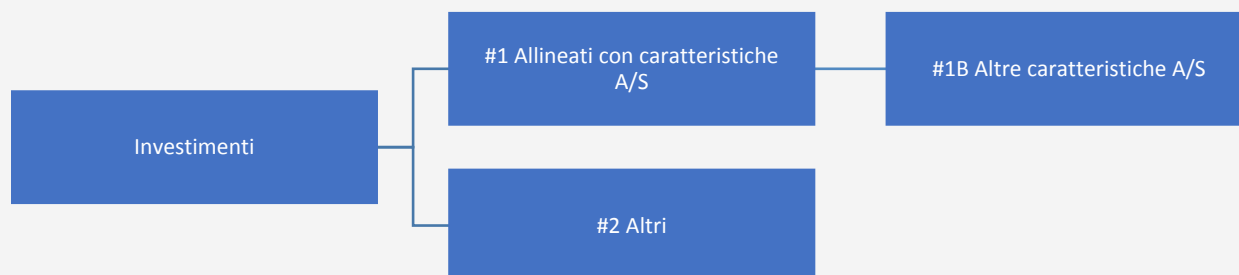 #1 Allineati con caratteristiche
A/S
#1B Altre caratteristiche A/S
Investimenti
#2 Altri